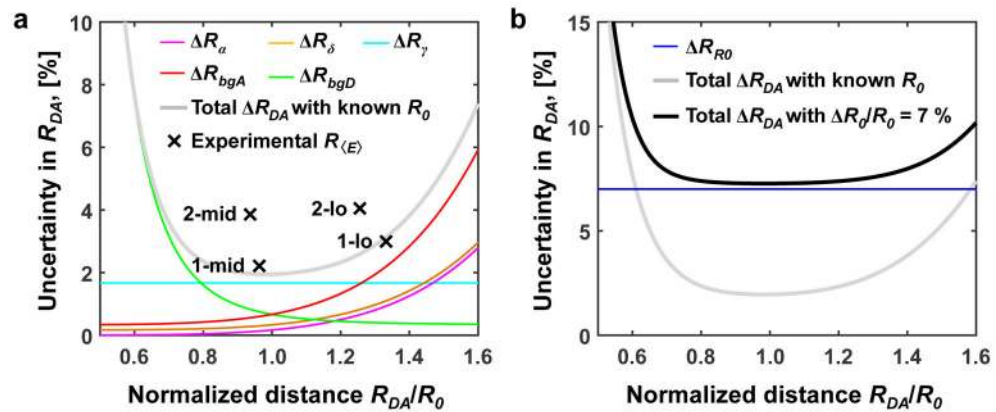 a
Uncertainty in R_DA, [%]
10
8
6
4
2
0
ΔR_α
ΔR_δ
ΔR_γ
ΔR_bgA
ΔR_bgD
Total ΔR_DA with known R_0
× Experimental R_⟨E⟩
2-mid
2-lo
1-lo
1-mid
0.6 0.8 1.0 1.2 1.4 1.6
Normalized distance R_DA/R_0
b
Uncertainty in R_DA, [%]
15
10
5
0
ΔR_R0
Total ΔR_DA with known R_0
Total ΔR_DA with ΔR_0/R_0 = 7 %
0.6 0.8 1.0 1.2 1.4 1.6
Normalized distance R_DA/R_0